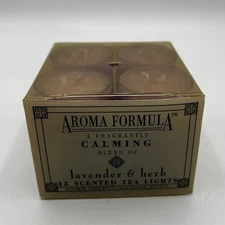 AROMA FORMULA™
A FRAGRANTLY
CALMING
BLEND OF
lavender & herb
12 SCENTED TEA LIGHTS